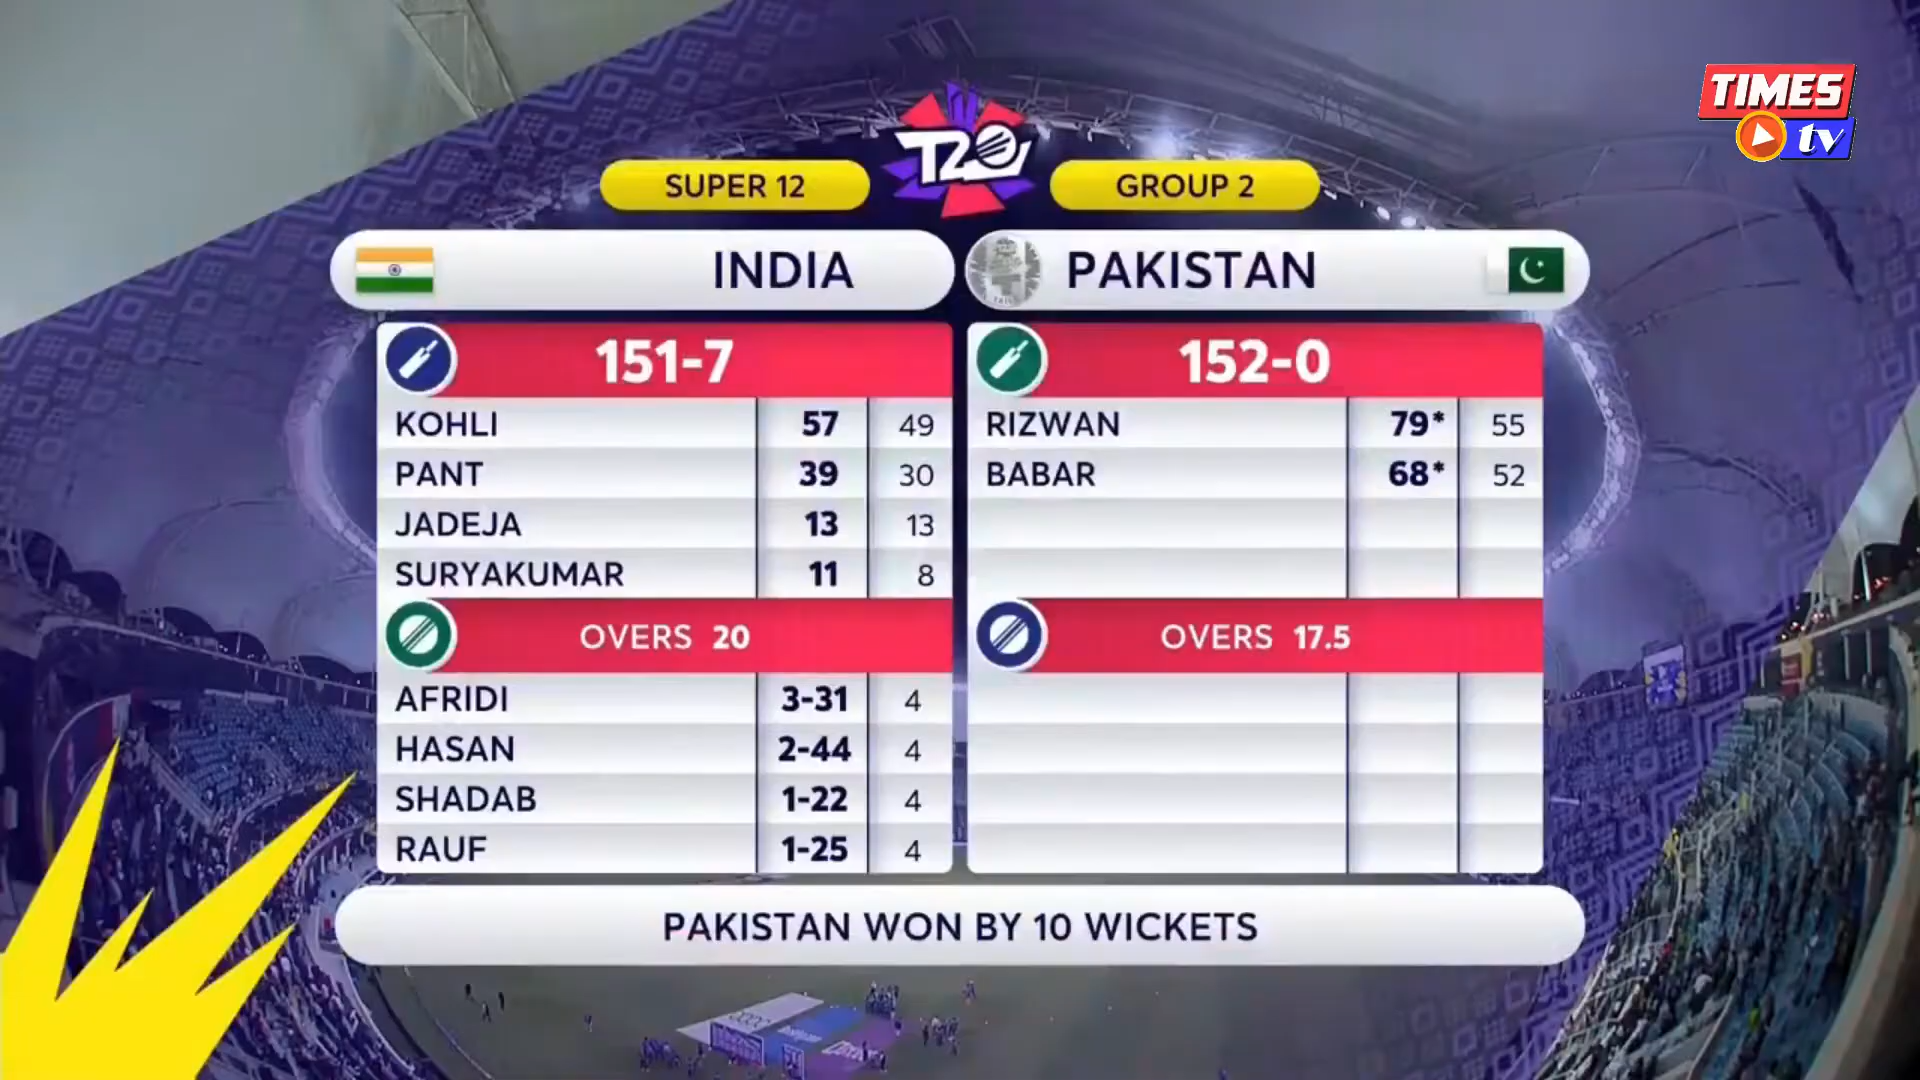 TIMES
tv
T20
SUPER 12
GROUP 2
INDIA
PAKISTAN
151-7
KOHLI 57 49
PANT 39 30
JADEJA 13 13
SURYAKUMAR 11 8
OVERS 20
AFRIDI 3-31 4
HASAN 2-44 4
SHADAB 1-22 4
RAUF 1-25 4
152-0
RIZWAN 79* 55
BABAR 68* 52
OVERS 17.5
PAKISTAN WON BY 10 WICKETS